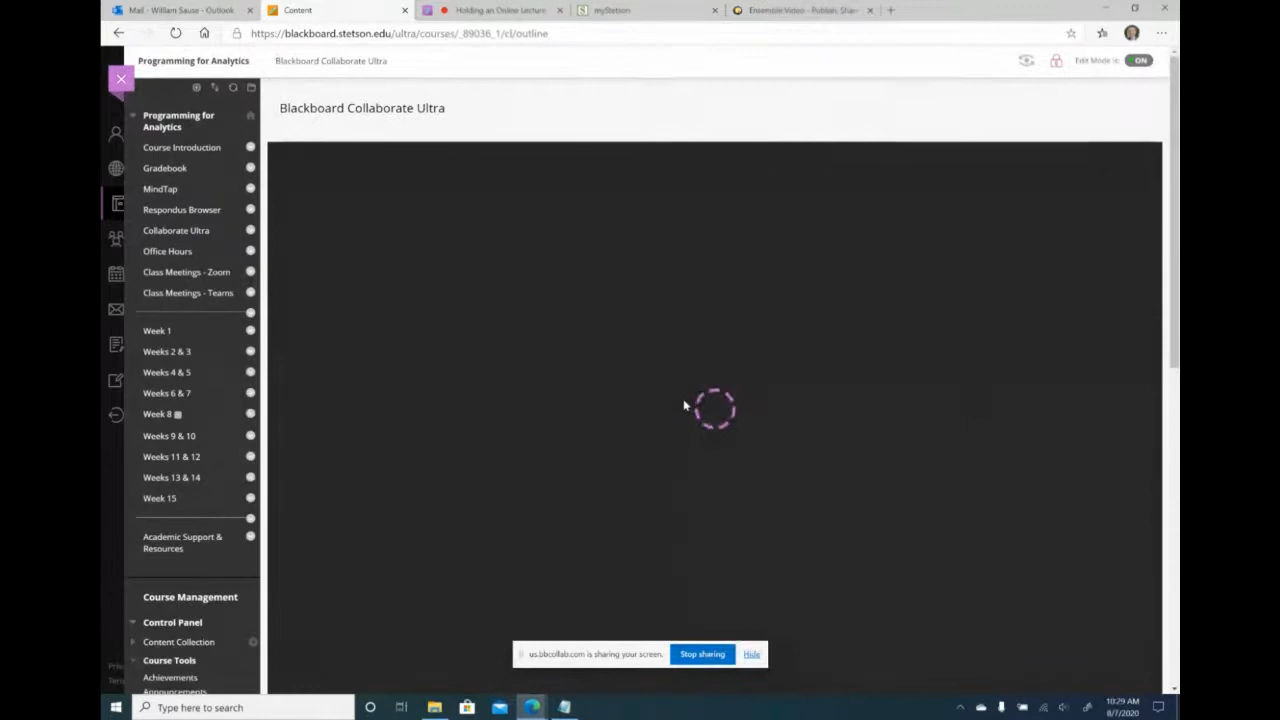 Mail - William Sause - Outlook
Content
Holding an Online Lecture
myStetson
Ensemble Video - Publish, Shar
https://blackboard.stetson.edu/ultra/courses/_89036_1/cl/outline
Programming for Analytics
Blackboard Collaborate Ultra
Edit Mode is:
ON
Blackboard Collaborate Ultra
Programming for
Analytics
Course Introduction
Gradebook
MindTap
Respondus Browser
Collaborate Ultra
Office Hours
Class Meetings - Zoom
Class Meetings - Teams
Week 1
Weeks 2 & 3
Weeks 4 & 5
Weeks 6 & 7
Week 8
Weeks 9 & 10
Weeks 11 & 12
Weeks 13 & 14
Week 15
Academic Support &
Resources
Course Management
Control Panel
Content Collection
Course Tools
Achievements
Announcements
us.bbcollab.com is sharing your screen.
Stop sharing
Hide
Type here to search
10:29 AM
8/7/2020